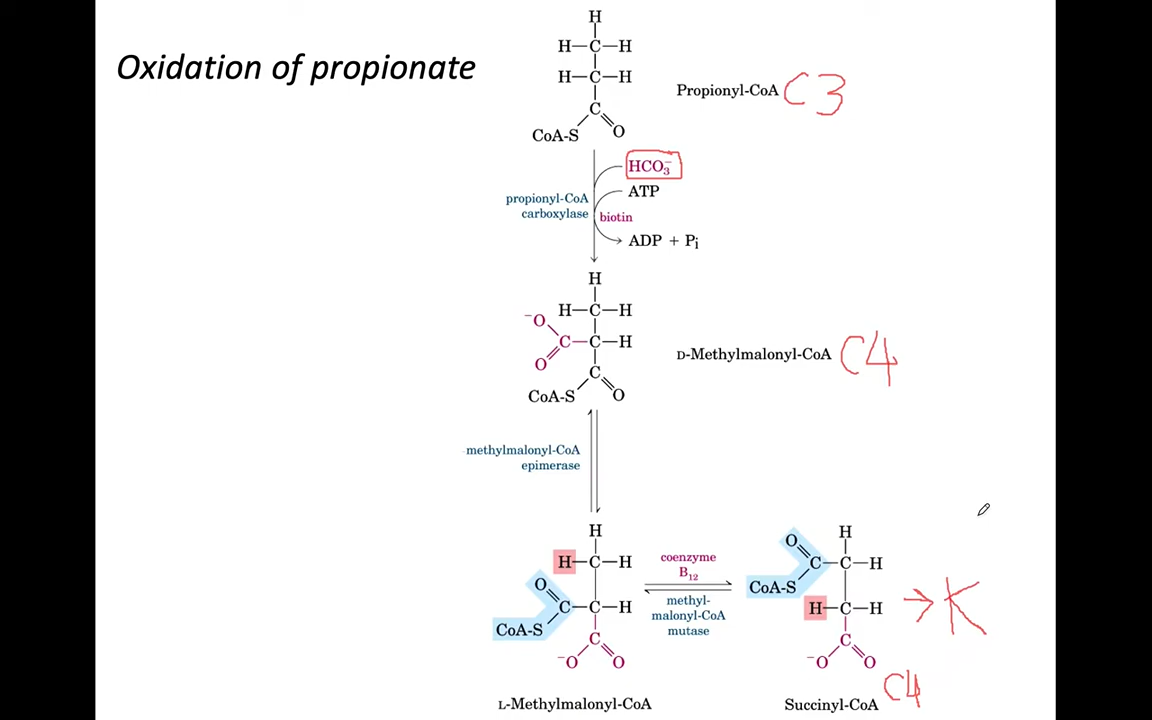 Oxidation of propionate
H
H–C–H
H–C–H
C
CoA-S
O
Propionyl-CoA C3
HCO₃⁻
ATP
propionyl-CoA
carboxylase
biotin
ADP + Pi
H
H–C–H
⁻O
C–C–H
O
C
CoA-S
O
D-Methylmalonyl-CoA C4
methylmalonyl-CoA
epimerase
H
H–C–H
O
C–C–H
CoA-S
C
⁻O
O
L-Methylmalonyl-CoA
coenzyme
B₁₂
methyl-
malonyl-CoA
mutase
H
O
C–C–H
CoA-S
H–C–H
C
⁻O
O
→ K
C4
Succinyl-CoA